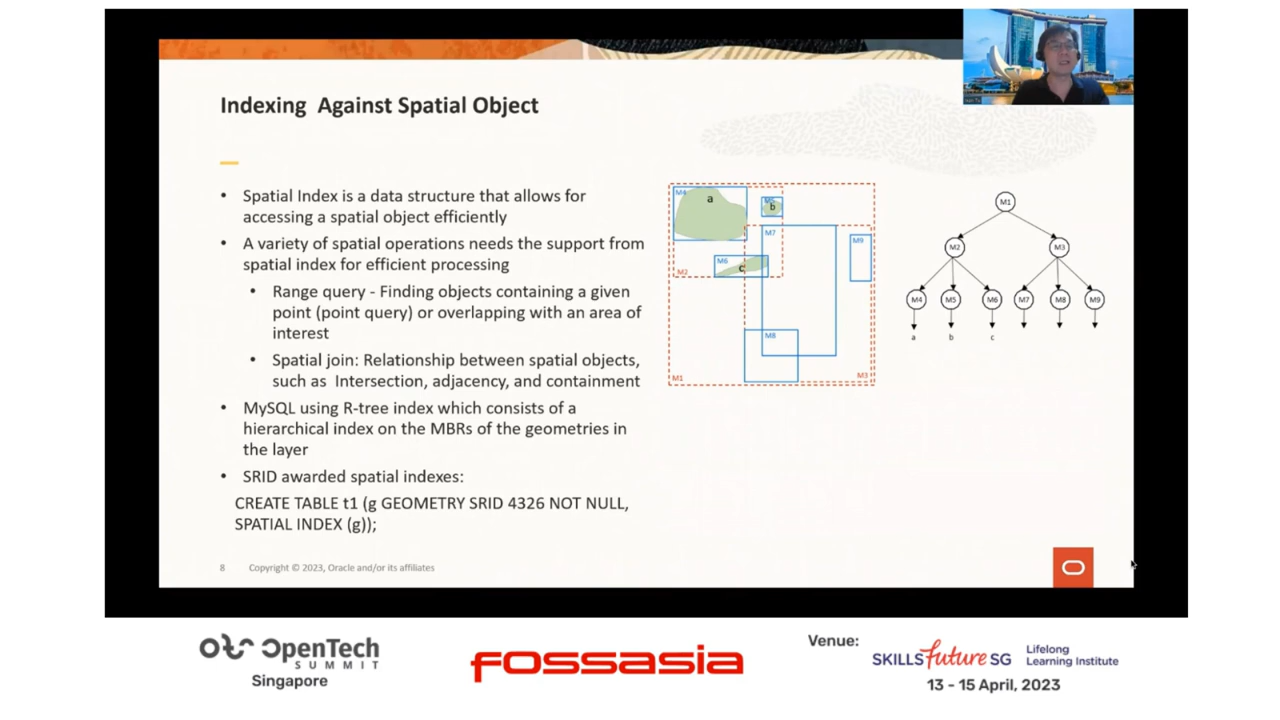 Indexing Against Spatial Object
• Spatial Index is a data structure that allows for
accessing a spatial object efficiently
• A variety of spatial operations needs the support from
spatial index for efficient processing
• Range query - Finding objects containing a given
point (point query) or overlapping with an area of
interest
• Spatial join: Relationship between spatial objects,
such as Intersection, adjacency, and containment
• MySQL using R-tree index which consists of a
hierarchical index on the MBRs of the geometries in
the layer
• SRID awarded spatial indexes:
CREATE TABLE t1 (g GEOMETRY SRID 4326 NOT NULL,
SPATIAL INDEX (g));
M4
a
M5
b
M7
M9
M6
c
M2
M8
M1
M3
M1
M2
M3
M4
M5
M6
M7
M8
M9
a
b
c
8
Copyright © 2023, Oracle and/or its affiliates
OpenTech
SUMMIT
Singapore
fossasia
Venue:
SKILLS future SG
Lifelong
Learning Institute
13 - 15 April, 2023